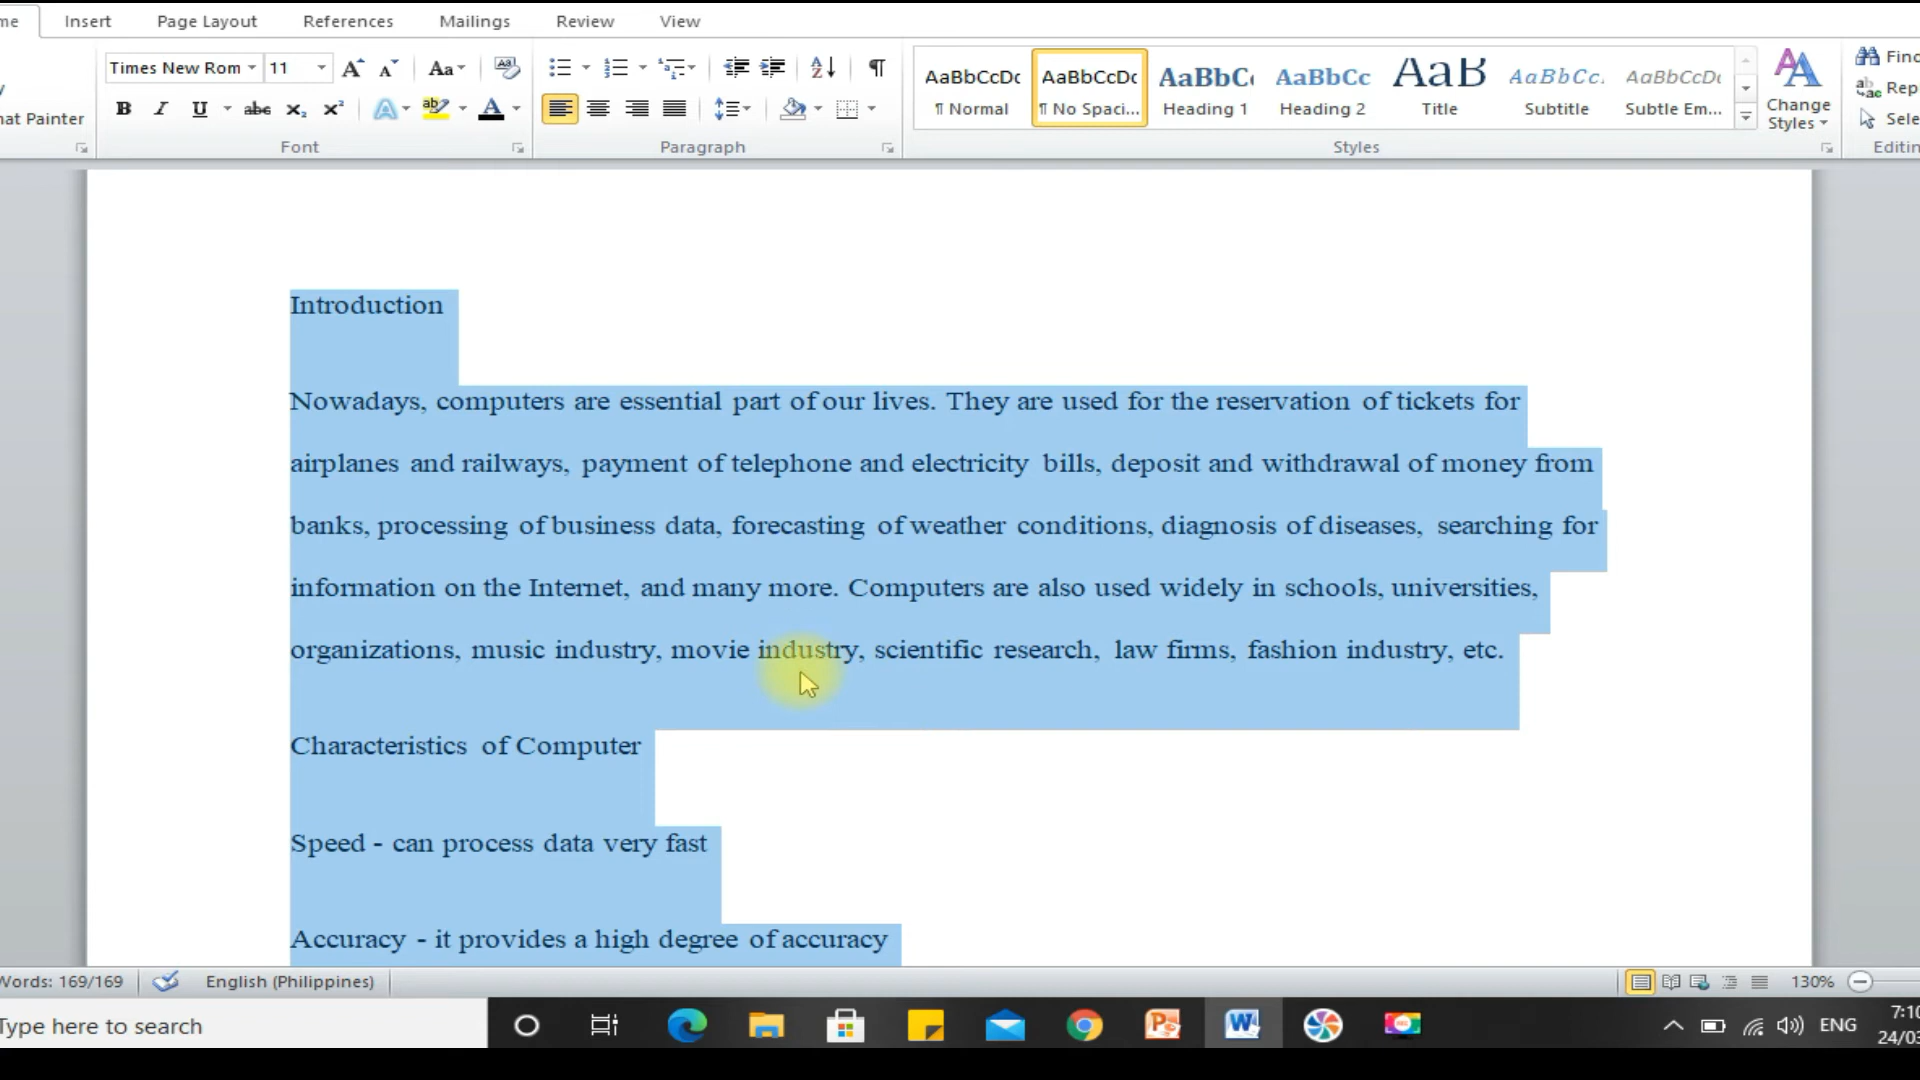 me Insert Page Layout References Mailings Review View
Times New Rom 11 Aa
B I U abc X₂ X²
mat Painter
AaBbCcDc AaBbCcDc AaBbC AaBbCc AaB AaBbCc. AaBbCcDc
¶ Normal ¶ No Spaci... Heading 1 Heading 2 Title Subtitle Subtle Em...
Change
Styles
Find
Rep
Sele
Font Paragraph Styles Editin
Introduction
Nowadays, computers are essential part of our lives. They are used for the reservation of tickets for
airplanes and railways, payment of telephone and electricity bills, deposit and withdrawal of money from
banks, processing of business data, forecasting of weather conditions, diagnosis of diseases, searching for
information on the Internet, and many more. Computers are also used widely in schools, universities,
organizations, music industry, movie industry, scientific research, law firms, fashion industry, etc.
Characteristics of Computer
Speed - can process data very fast
Accuracy - it provides a high degree of accuracy
Words: 169/169 English (Philippines) 130%
Type here to search ENG 7:10
24/03